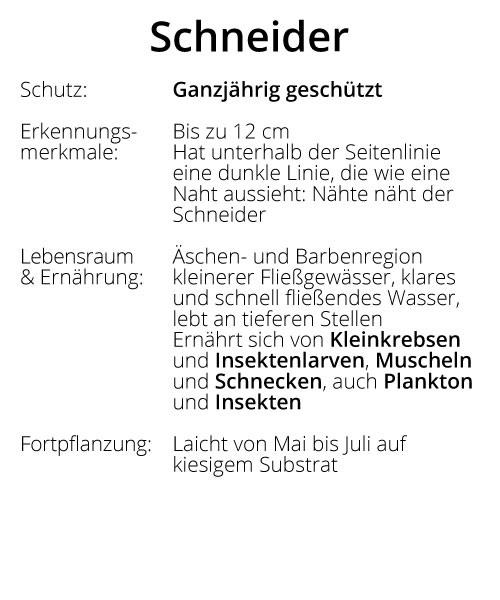 Schneider
Schutz: Ganzjährig geschützt
Erkennungs- Bis zu 12 cm
merkmale: Hat unterhalb der Seitenlinie
eine dunkle Linie, die wie eine
Naht aussieht: Nähte näht der
Schneider
Lebensraum Äschen- und Barbenregion
& Ernährung: kleinerer Fließgewässer, klares
und schnell fließendes Wasser,
lebt an tieferen Stellen
Ernährt sich von Kleinkrebsen
und Insektenlarven, Muscheln
und Schnecken, auch Plankton
und Insekten
Fortpflanzung: Laicht von Mai bis Juli auf
kiesigem Substrat